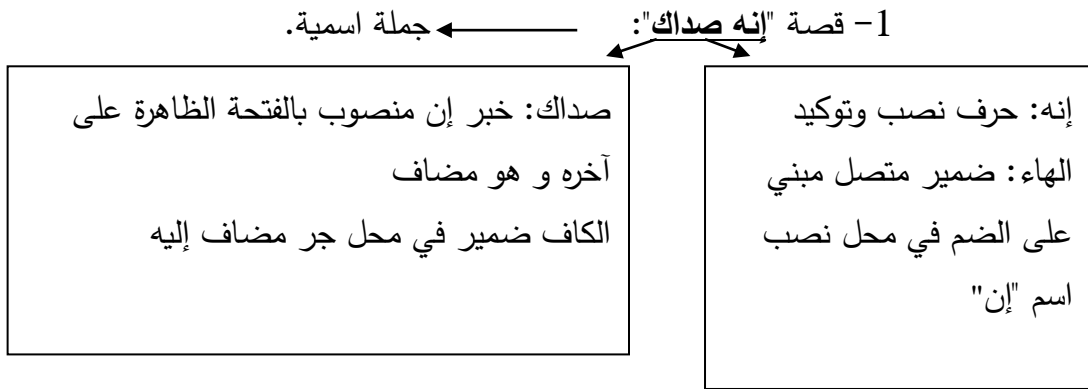 1- قصة "إنه صداك": جملة اسمية.
إنه: حرف نصب وتوكيد
الهاء: ضمير متصل مبني
على الضم في محل نصب
اسم "إن"
صداك: خبر إن منصوب بالفتحة الظاهرة على
آخره و هو مضاف
الكاف ضمير في محل جر مضاف إليه